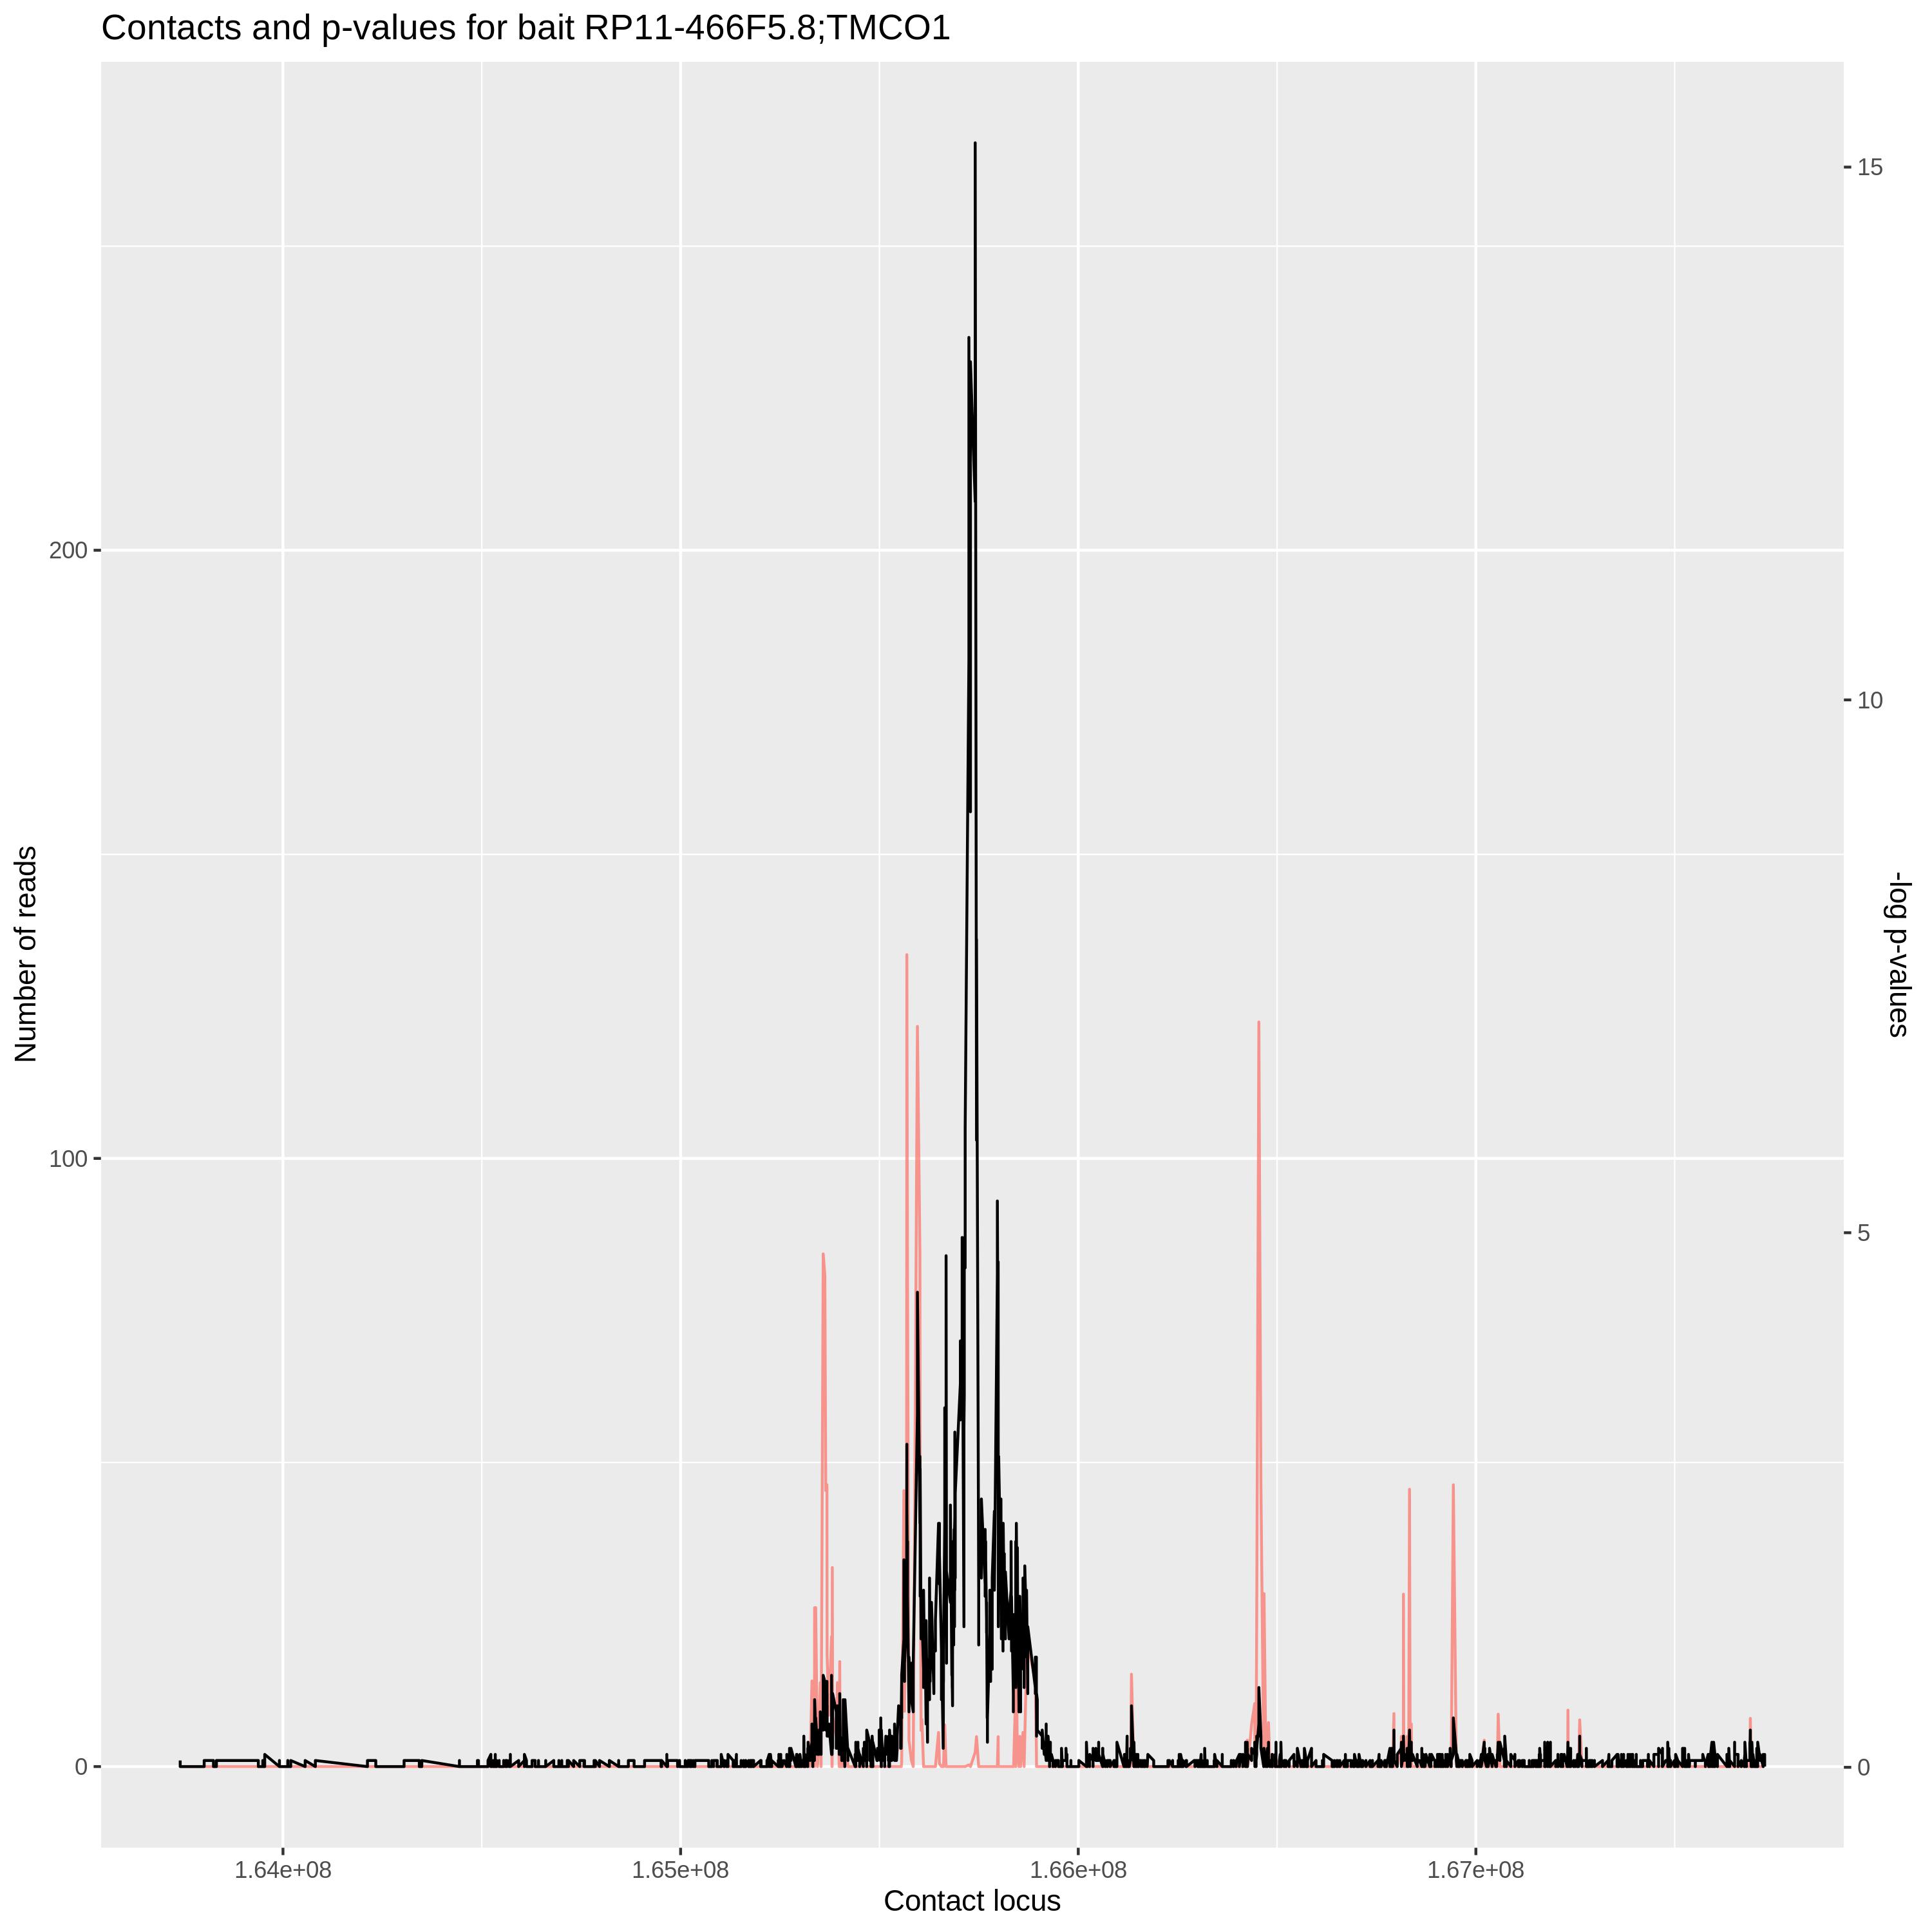 Contacts and p-values for bait RP11-466F5.8;TMCO1
Number of reads
200
100
0
15
10
5
0
-log p-values
1.64e+08
1.65e+08
1.66e+08
1.67e+08
Contact locus